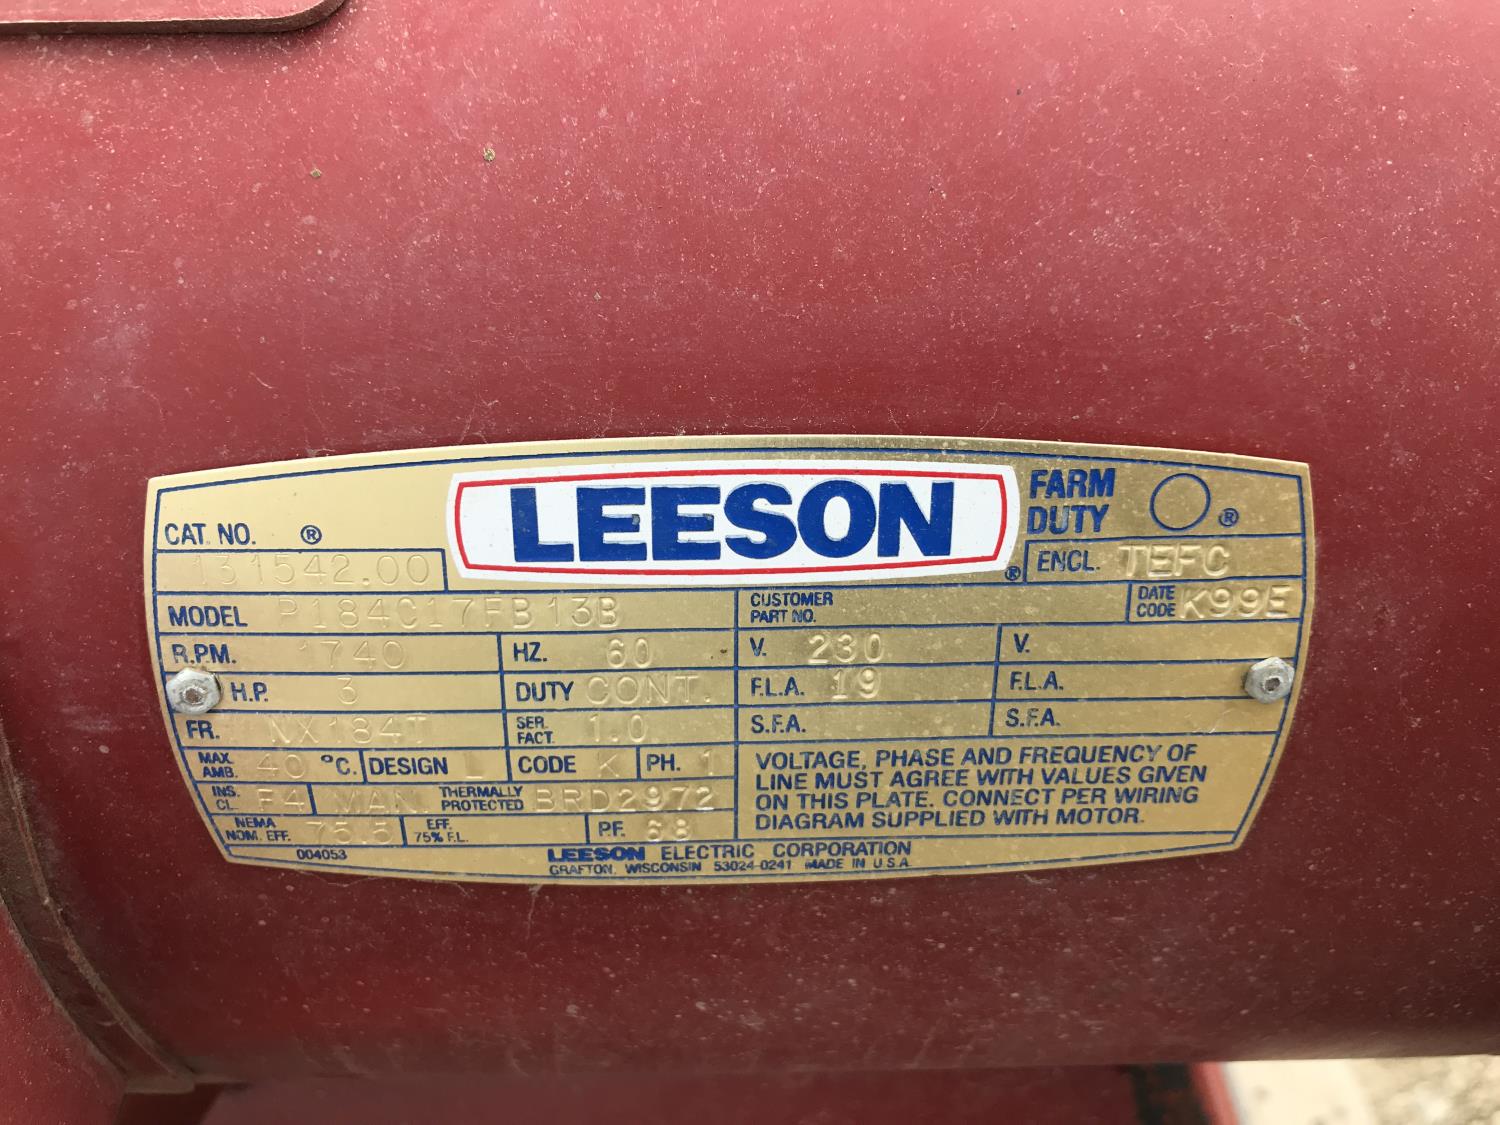 LEESON ®
FARM DUTY ®
CAT. NO. ®
131542.00
ENCL. TEFC
MODEL P184C17FB13B
CUSTOMER PART NO.
DATE CODE K99E
R.P.M. 1740 HZ. 60 V. 230 V.
H.P. 3 DUTY CONT. F.L.A. 19 F.L.A.
FR. NX184T SER. FACT. 1.0 S.F.A. S.F.A.
MAX. AMB. 40 °C. DESIGN L CODE K PH. 1
INS. CL. F4 MAN THERMALLY PROTECTED BRD2972
NEMA NOM. EFF. 75.5 EFF. 75% F.L. P.F. 68
VOLTAGE, PHASE AND FREQUENCY OF
LINE MUST AGREE WITH VALUES GIVEN
ON THIS PLATE. CONNECT PER WIRING
DIAGRAM SUPPLIED WITH MOTOR.
004053 LEESON ELECTRIC CORPORATION
GRAFTON, WISCONSIN 53024-0241 MADE IN U.S.A.